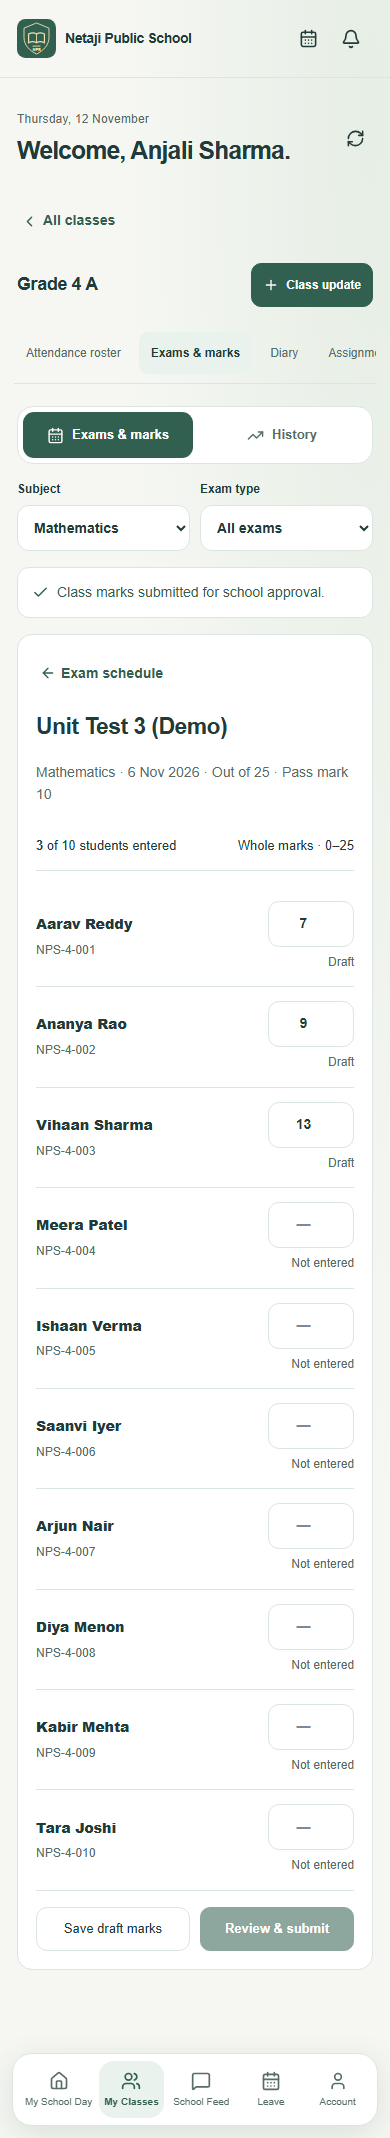 NPS
Netaji Public School
Thursday, 12 November
Welcome, Anjali Sharma.
All classes
Grade 4 A
Class update
Attendance roster
Exams & marks
Diary
Assignme
Exams & marks
History
Subject
Exam type
Mathematics
All exams
Class marks submitted for school approval.
Exam schedule
Unit Test 3 (Demo)
Mathematics · 6 Nov 2026 · Out of 25 · Pass mark
10
3 of 10 students entered
Whole marks · 0–25
Aarav Reddy
7
NPS-4-001
Draft
Ananya Rao
9
NPS-4-002
Draft
Vihaan Sharma
13
NPS-4-003
Draft
Meera Patel
—
NPS-4-004
Not entered
Ishaan Verma
—
NPS-4-005
Not entered
Saanvi Iyer
—
NPS-4-006
Not entered
Arjun Nair
—
NPS-4-007
Not entered
Diya Menon
—
NPS-4-008
Not entered
Kabir Mehta
—
NPS-4-009
Not entered
Tara Joshi
—
NPS-4-010
Not entered
Save draft marks
Review & submit
My School Day
My Classes
School Feed
Leave
Account